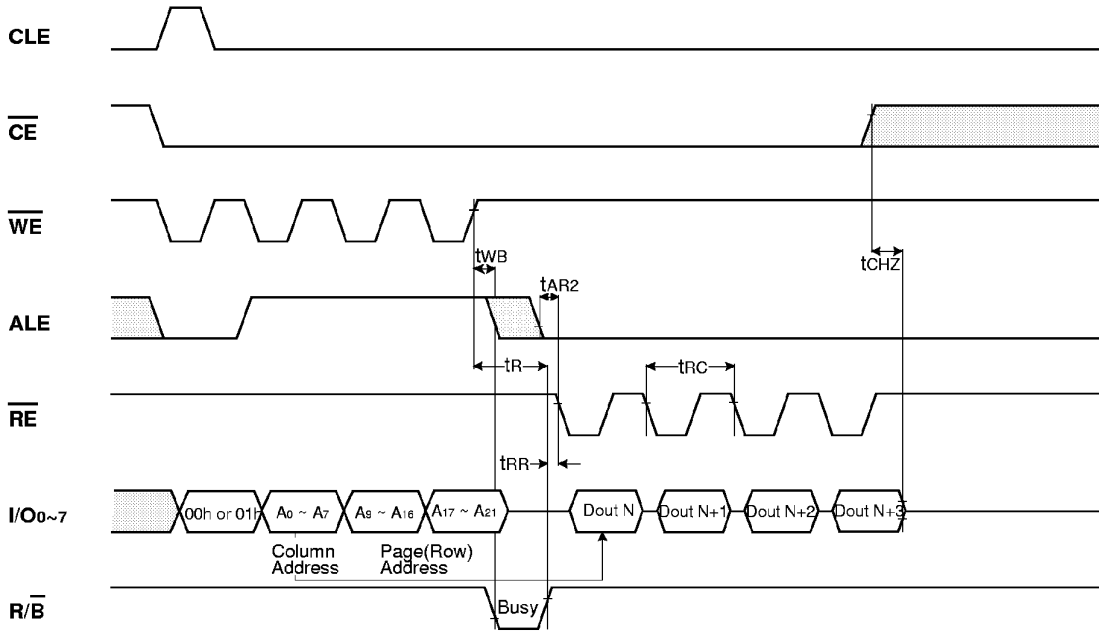 CLE
CE
WE
tWB
tCHZ
tAR2
ALE
tR
tRC
RE
tRR
I/O0~7
00h or 01h
A0 ~ A7
A9 ~ A16
A17 ~ A21
Dout N
Dout N+1
Dout N+2
Dout N+3
Column
Address
Page(Row)
Address
R/B
Busy